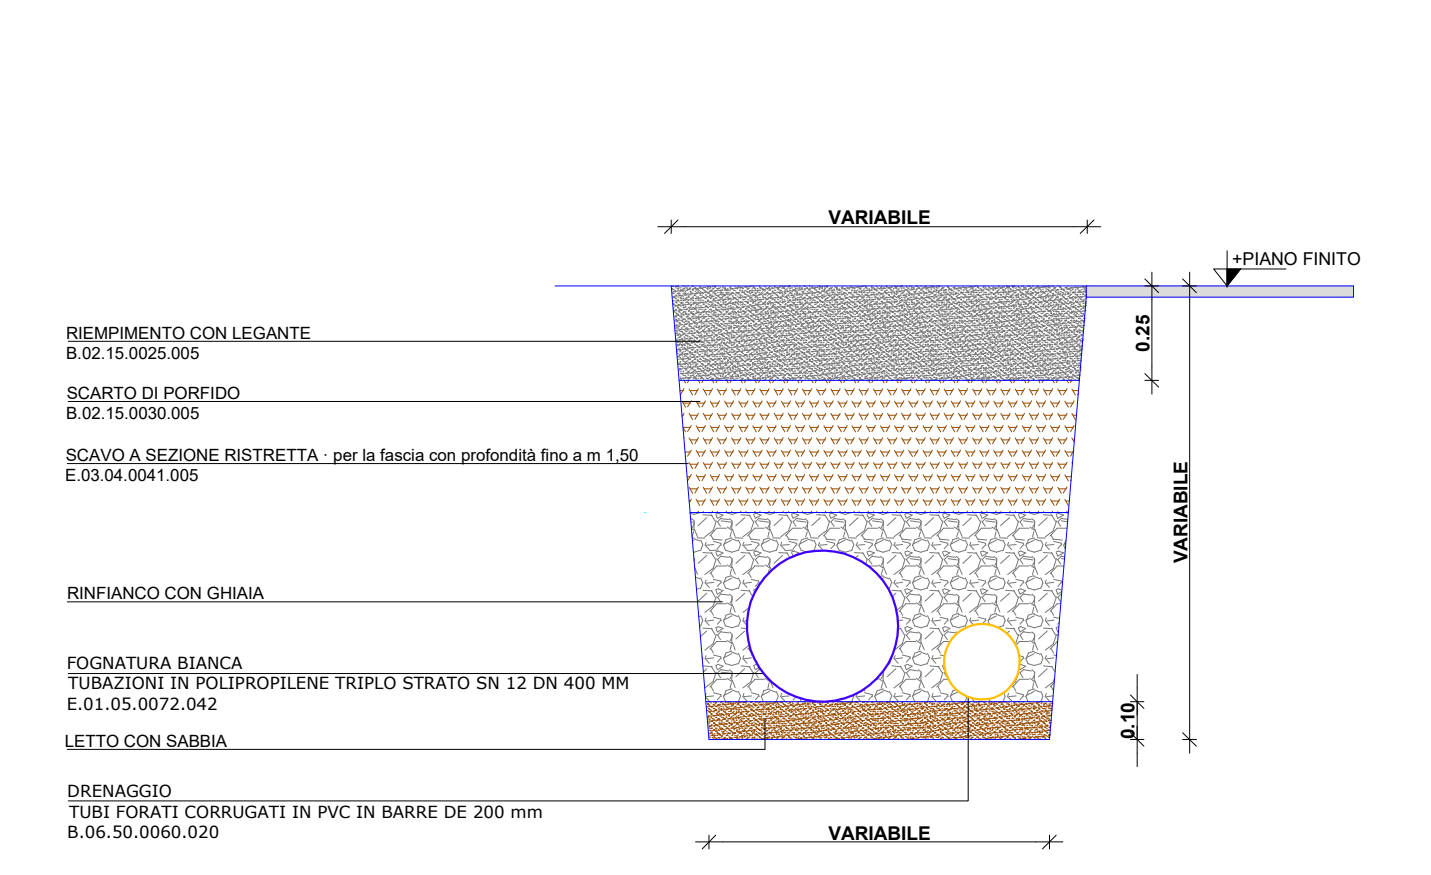 VARIABILE
+PIANO FINITO
0.25
RIEMPIMENTO CON LEGANTE
B.02.15.0025.005
SCARTO DI PORFIDO
B.02.15.0030.005
SCAVO A SEZIONE RISTRETTA · per la fascia con profondità fino a m 1,50
E.03.04.0041.005
VARIABILE
RINFIANCO CON GHIAIA
FOGNATURA BIANCA
TUBAZIONI IN POLIPROPILENE TRIPLO STRATO SN 12 DN 400 MM
E.01.05.0072.042
0.10
LETTO CON SABBIA
DRENAGGIO
TUBI FORATI CORRUGATI IN PVC IN BARRE DE 200 mm
B.06.50.0060.020
VARIABILE